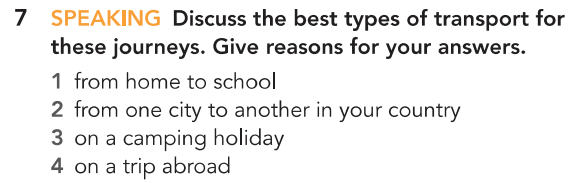 7 SPEAKING Discuss the best types of transport for
these journeys. Give reasons for your answers.
1 from home to school
2 from one city to another in your country
3 on a camping holiday
4 on a trip abroad